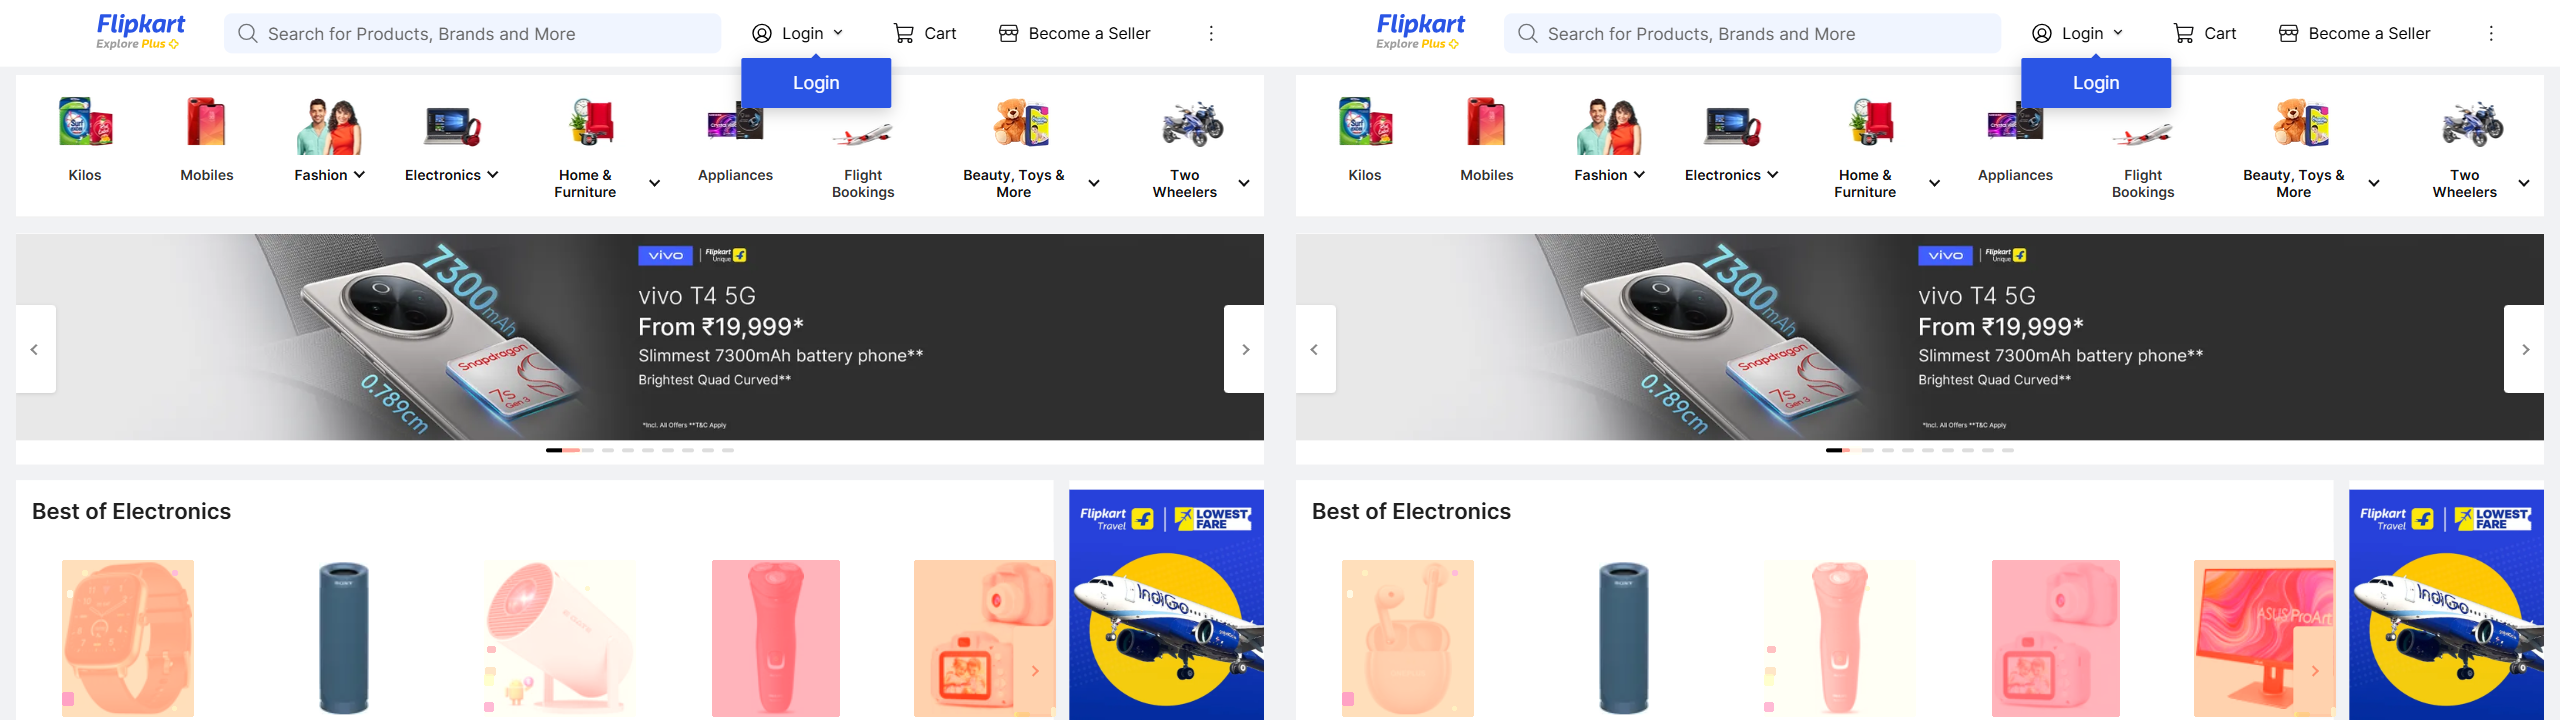 Flipkart
Explore Plus
Search for Products, Brands and More
Login
Cart
Become a Seller
Login
Kilos
Mobiles
Fashion
Electronics
Home & Furniture
Appliances
Flight Bookings
Beauty, Toys & More
Two Wheelers
7300mAh
Snapdragon
7s
Gen 3
0.789cm
vivo
Flipkart
Unique
vivo T4 5G
From ₹19,999*
Slimmest 7300mAh battery phone**
Brightest Quad Curved**
*Incl. All Offers **T&C Apply
Best of Electronics
SONY
Flipkart
Travel
LOWEST
FARE
IndiGo
Flipkart
Explore Plus
Search for Products, Brands and More
Login
Cart
Become a Seller
Login
Kilos
Mobiles
Fashion
Electronics
Home & Furniture
Appliances
Flight Bookings
Beauty, Toys & More
Two Wheelers
7300mAh
Snapdragon
7s
Gen 3
0.789cm
vivo
Flipkart
Unique
vivo T4 5G
From ₹19,999*
Slimmest 7300mAh battery phone**
Brightest Quad Curved**
*Incl. All Offers **T&C Apply
Best of Electronics
SONY
ASUS ProArt
Flipkart
Travel
LOWEST
FARE
IndiGo